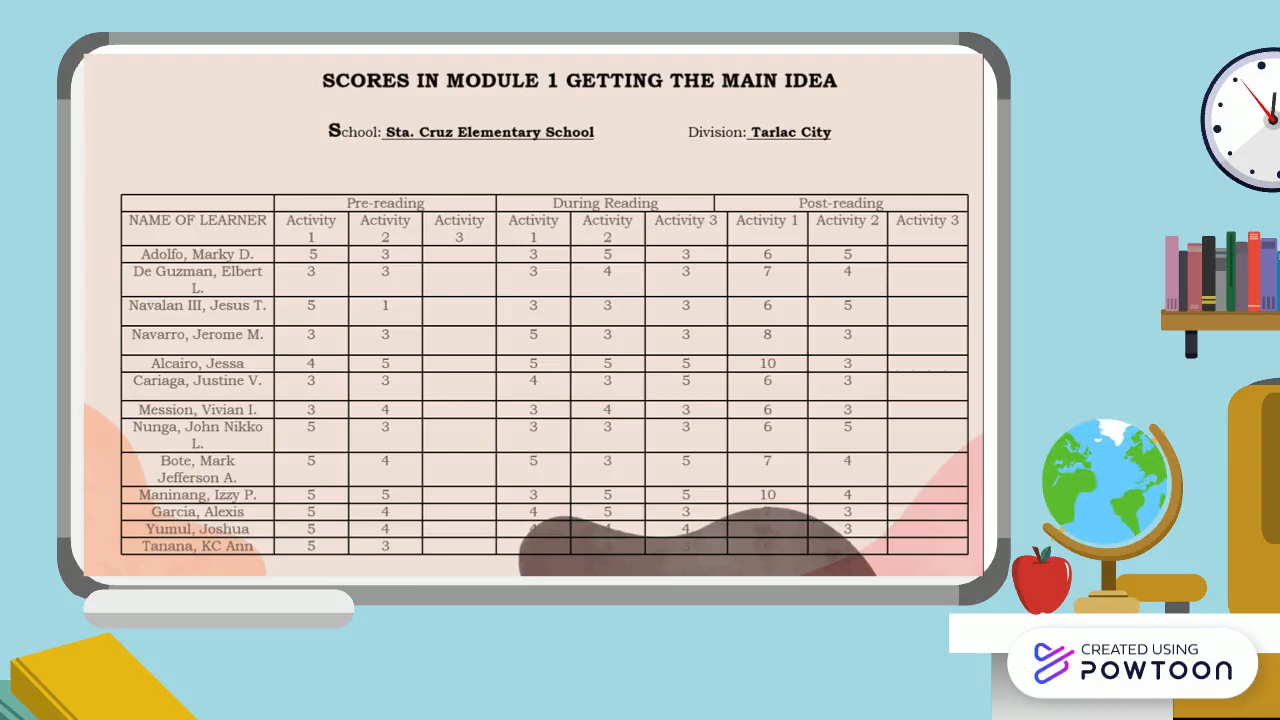 SCORES IN MODULE 1 GETTING THE MAIN IDEA
School: Sta. Cruz Elementary School Division: Tarlac City
Pre-reading During Reading Post-reading
NAME OF LEARNER Activity 1 Activity 2 Activity 3 Activity 1 Activity 2 Activity 3 Activity 1 Activity 2 Activity 3
Adolfo, Marky D. 5 3 3 5 3 6 5
De Guzman, Elbert L. 3 3 3 4 3 7 4
Navalan III, Jesus T. 5 1 3 3 3 6 5
Navarro, Jerome M. 3 3 5 3 3 8 3
Alcairo, Jessa 4 5 5 5 5 10 3
Cariaga, Justine V. 3 3 4 3 5 6 3
Mession, Vivian I. 3 4 3 4 3 6 3
Nunga, John Nikko L. 5 3 3 3 3 6 5
Bote, Mark Jefferson A. 5 4 5 3 5 7 4
Maninang, Izzy P. 5 5 3 5 5 10 4
Garcia, Alexis 5 4 4 5 3 7 3
Yumul, Joshua 5 4 4 4 4 8 3
Tanana, KC Ann 5 3
CREATED USING
POWTOON